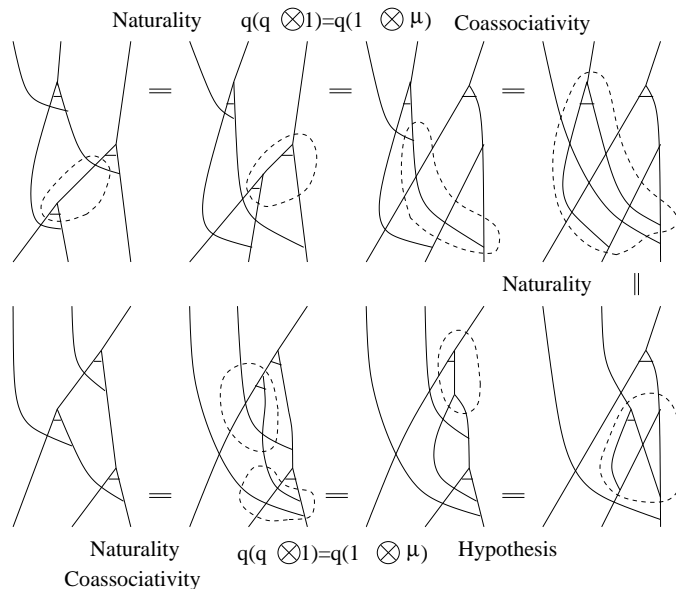 Naturality q(q ⊗1)=q(1 ⊗ μ) Coassociativity
= = =
Naturality ||
= = =
Naturality q(q ⊗1)=q(1 ⊗ μ) Hypothesis
Coassociativity